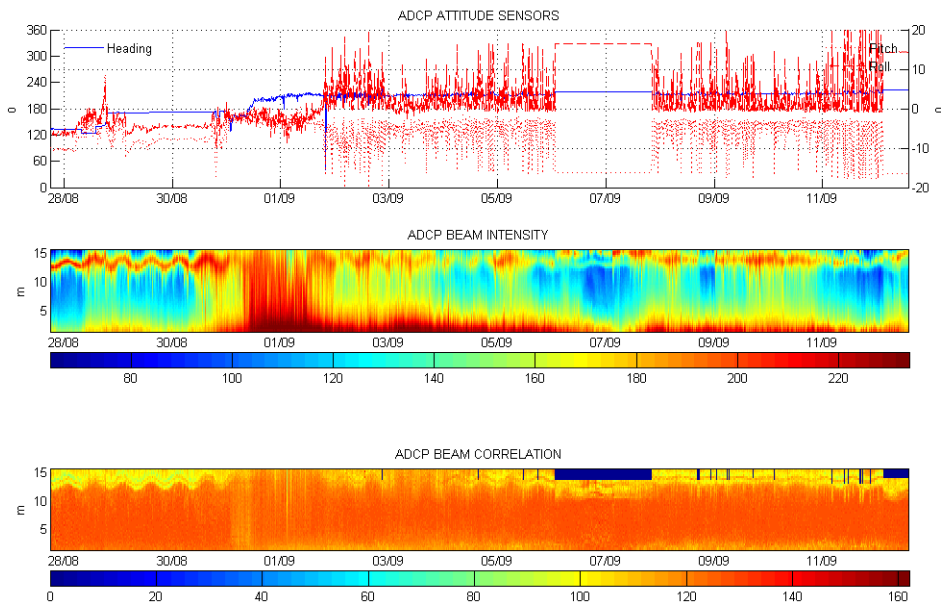 ADCP ATTITUDE SENSORS
360
300
240
180
120
60
0
o
Heading
Pitch
Roll
20
10
0
-10
-20
o
28/08 30/08 01/09 03/09 05/09 07/09 09/09 11/09
ADCP BEAM INTENSITY
15
10
5
m
28/08 30/08 01/09 03/09 05/09 07/09 09/09 11/09
80 100 120 140 160 180 200 220
ADCP BEAM CORRELATION
15
10
5
m
28/08 30/08 01/09 03/09 05/09 07/09 09/09 11/09
0 20 40 60 80 100 120 140 160